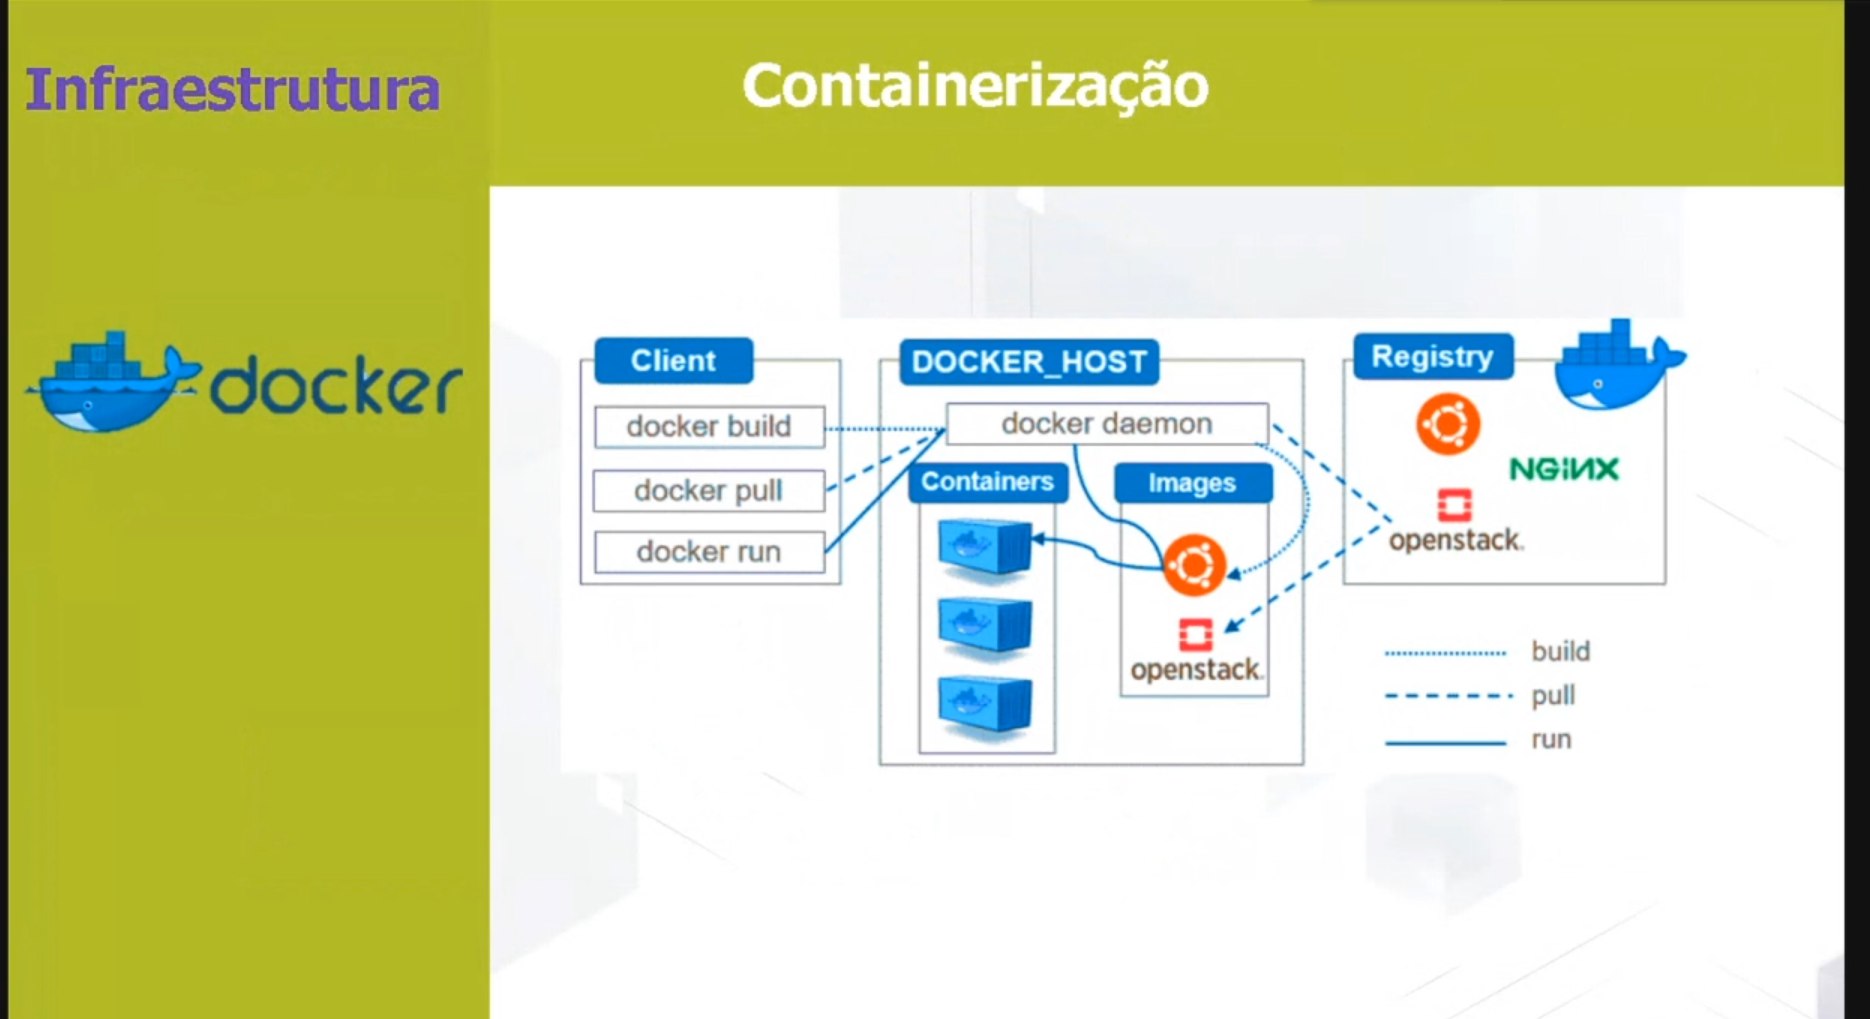 Infraestrutura
Containerização
docker
Client
docker build
docker pull
docker run
DOCKER_HOST
docker daemon
Containers
Images
openstack.
Registry
NGiNX
openstack.
build
pull
run